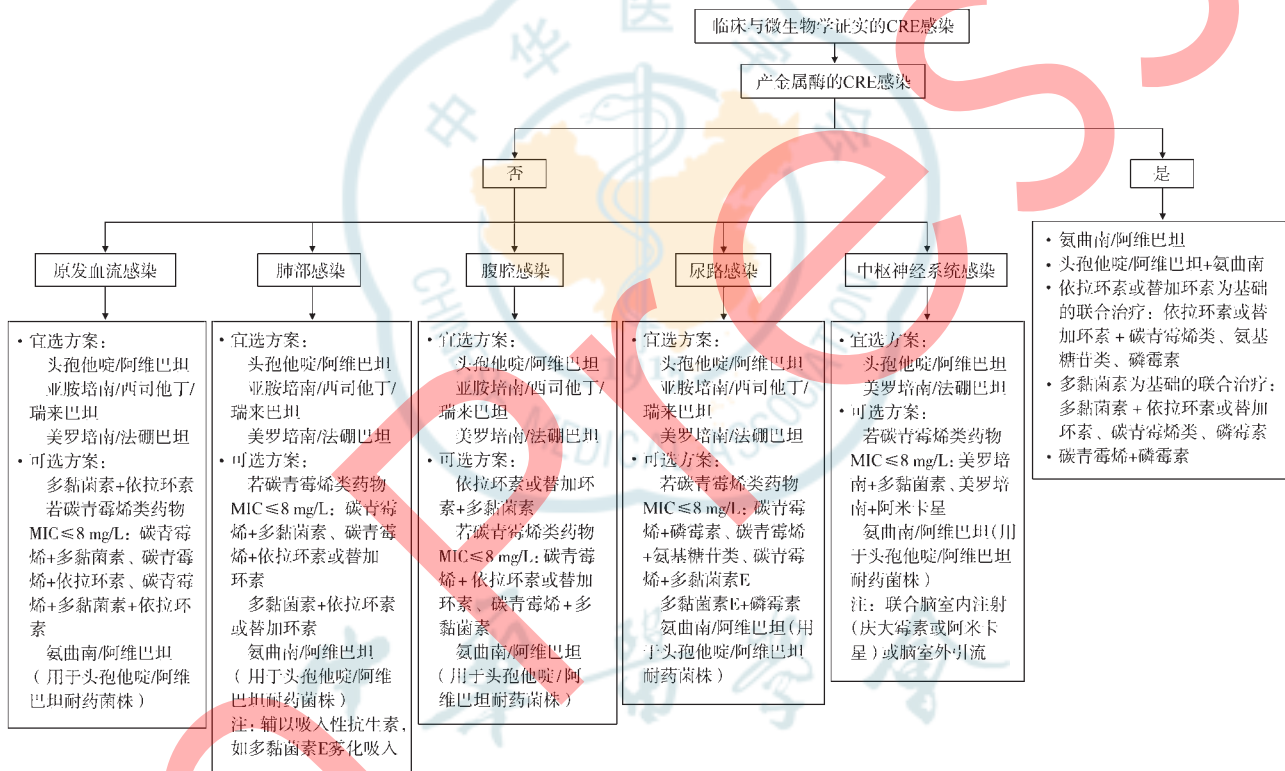 临床与微生物学证实的CRE感染
产金属酶的CRE感染
否
是
原发血流感染
肺部感染
腹腔感染
尿路感染
中枢神经系统感染
• 宜选方案：
头孢他啶/阿维巴坦
亚胺培南/西司他丁/
瑞来巴坦
美罗培南/法硼巴坦
• 可选方案：
多黏菌素+依拉环素
若碳青霉烯类药物
MIC≤8 mg/L：碳青霉
烯+多黏菌素、碳青霉
烯+依拉环素、碳青霉
烯+多黏菌素+依拉环
素
氨曲南/阿维巴坦
（用于头孢他啶/阿维
巴坦耐药菌株）
• 宜选方案：
头孢他啶/阿维巴坦
亚胺培南/西司他丁/
瑞来巴坦
美罗培南/法硼巴坦
• 可选方案：
若碳青霉烯类药物
MIC≤8 mg/L：碳青霉
烯+多黏菌素、碳青霉
烯+依拉环素或替加
环素
多黏菌素+依拉环素
或替加环素
氨曲南/阿维巴坦
（用于头孢他啶/阿维
巴坦耐药菌株）
注：辅以吸入性抗生素，
如多黏菌素E雾化吸入
• 宜选方案：
头孢他啶/阿维巴坦
亚胺培南/西司他丁/
瑞来巴坦
美罗培南/法硼巴坦
• 可选方案：
依拉环素或替加环
素+多黏菌素
若碳青霉烯类药物
MIC≤8 mg/L：碳青霉
烯+依拉环素或替加
环素、碳青霉烯+多
黏菌素
氨曲南/阿维巴坦
（用于头孢他啶/阿
维巴坦耐药菌株）
• 宜选方案：
头孢他啶/阿维巴坦
亚胺培南/西司他丁/
瑞来巴坦
美罗培南/法硼巴坦
• 可选方案：
若碳青霉烯类药物
MIC≤8 mg/L：碳青霉
烯+磷霉素、碳青霉烯
+氨基糖苷类、碳青霉
烯+多黏菌素E
多黏菌素E+磷霉素
氨曲南/阿维巴坦（用
于头孢他啶/阿维巴坦
耐药菌株）
• 宜选方案：
头孢他啶/阿维巴坦
美罗培南/法硼巴坦
• 可选方案：
若碳青霉烯类药物
MIC≤8 mg/L：美罗培
南+多黏菌素、美罗培
南+阿米卡星
氨曲南/阿维巴坦（用
于头孢他啶/阿维巴坦
耐药菌株）
注：联合脑室内注射
（庆大霉素或阿米卡
星）或脑室外引流
• 氨曲南/阿维巴坦
• 头孢他啶/阿维巴坦+氨曲南
• 依拉环素或替加环素为基础
的联合治疗：依拉环素或替
加环素+碳青霉烯类、氨基
糖苷类、磷霉素
• 多黏菌素为基础的联合治疗：
多黏菌素+依拉环素或替加
环素、碳青霉烯类、磷霉素
• 碳青霉烯+磷霉素
中华医学会
CHINESE MEDICAL ASSOCIATION
1915
Press
中华医学会